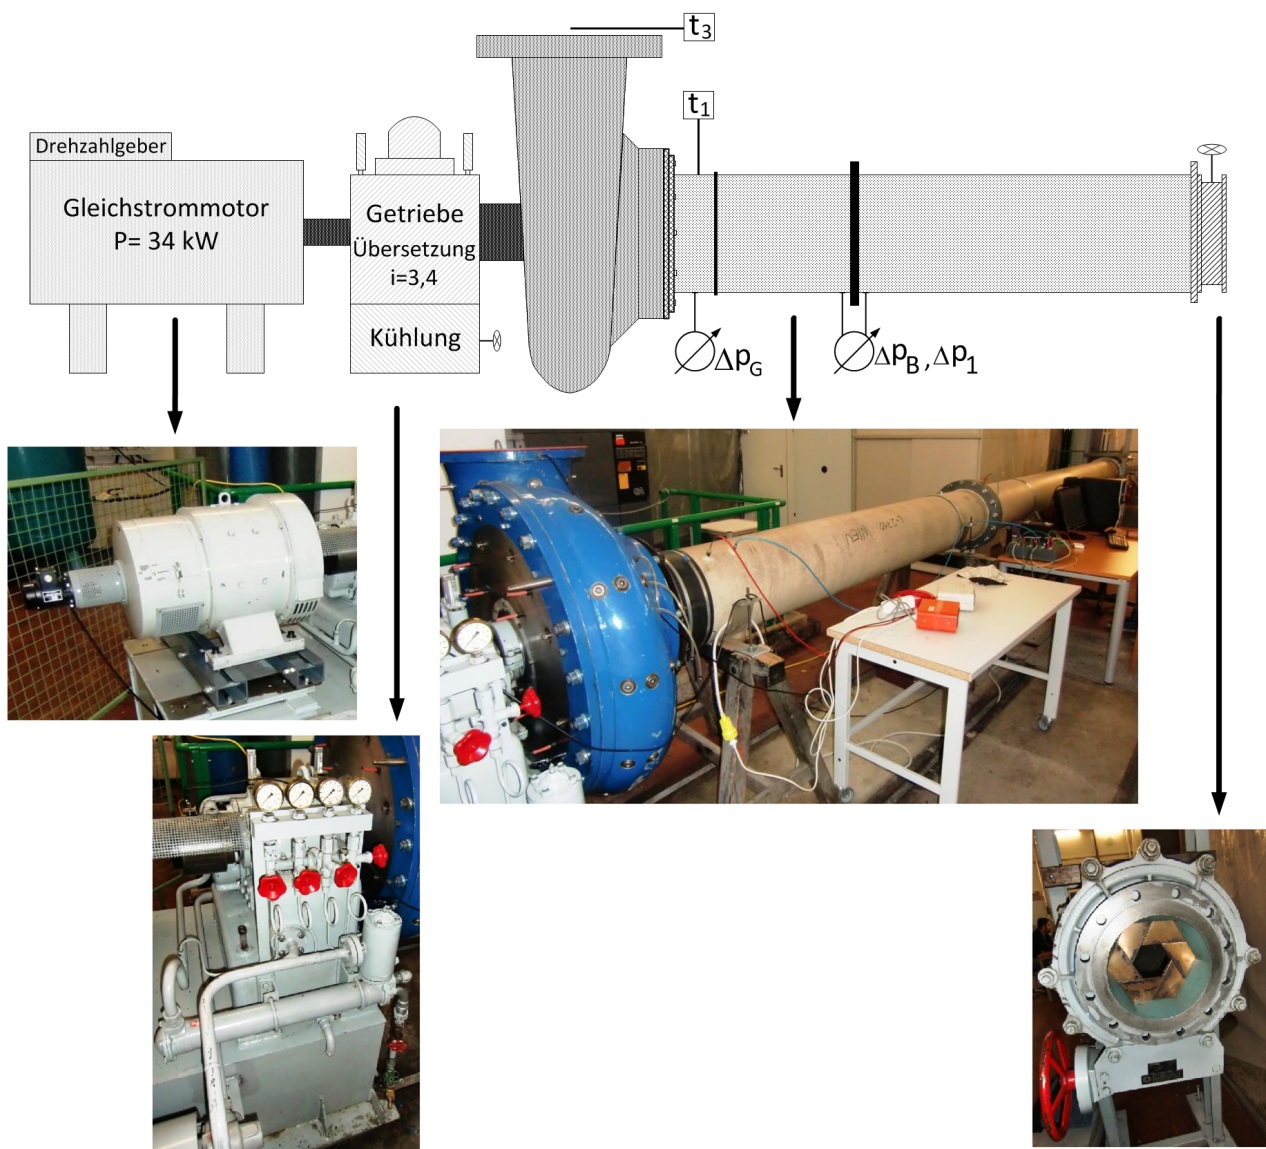 t3
t1
Drehzahlgeber
Gleichstrommotor
P= 34 kW
Getriebe
Übersetzung
i=3,4
Kühlung
ΔpG
ΔpB , Δp1